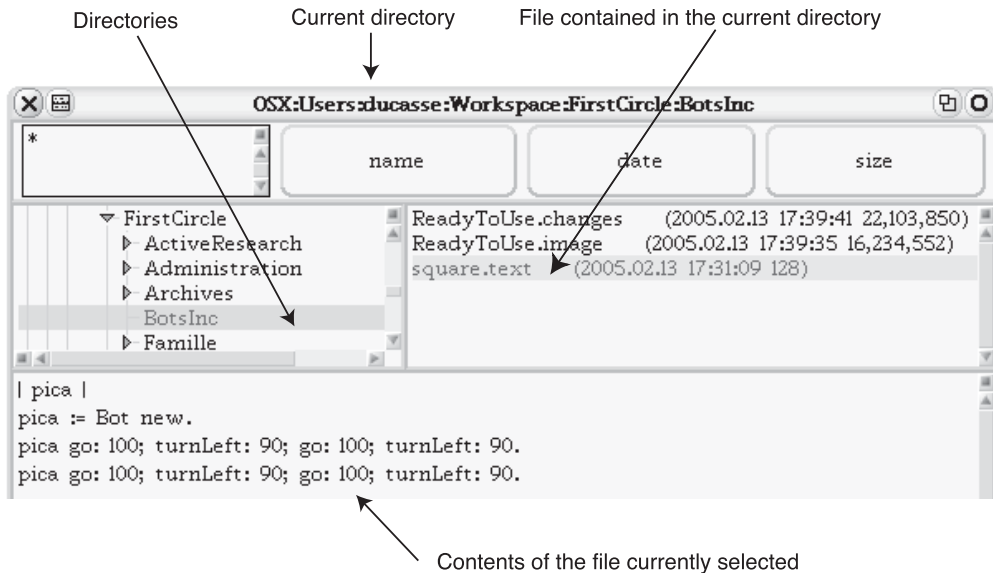 Directories
Current directory
File contained in the current directory
OSX:Users:ducasse:Workspace:FirstCircle:BotsInc
*
name
date
size
FirstCircle
ActiveResearch
Administration
Archives
BotsInc
Famille
ReadyToUse.changes (2005.02.13 17:39:41 22,103,850)
ReadyToUse.image (2005.02.13 17:39:35 16,234,552)
square.text (2005.02.13 17:31:09 128)
| pica |
pica := Bot new.
pica go: 100; turnLeft: 90; go: 100; turnLeft: 90.
pica go: 100; turnLeft: 90; go: 100; turnLeft: 90.
Contents of the file currently selected